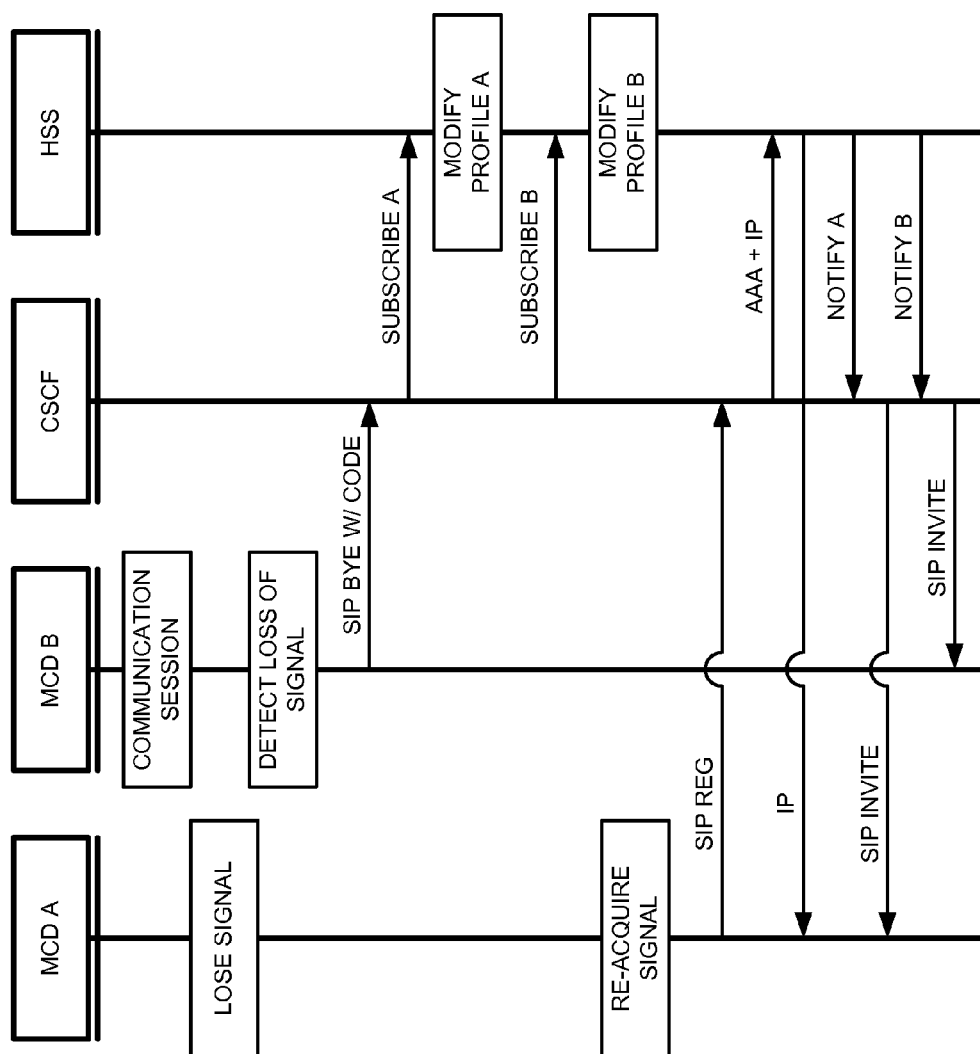 MCD A
MCD B
CSCF
HSS
COMMUNICATION
SESSION
LOSE SIGNAL
DETECT LOSS OF
SIGNAL
SIP BYE W/ CODE
SUBSCRIBE A
MODIFY
PROFILE A
SUBSCRIBE B
MODIFY
PROFILE B
RE-ACQUIRE
SIGNAL
SIP REG
AAA + IP
IP
NOTIFY A
SIP INVITE
NOTIFY B
SIP INVITE